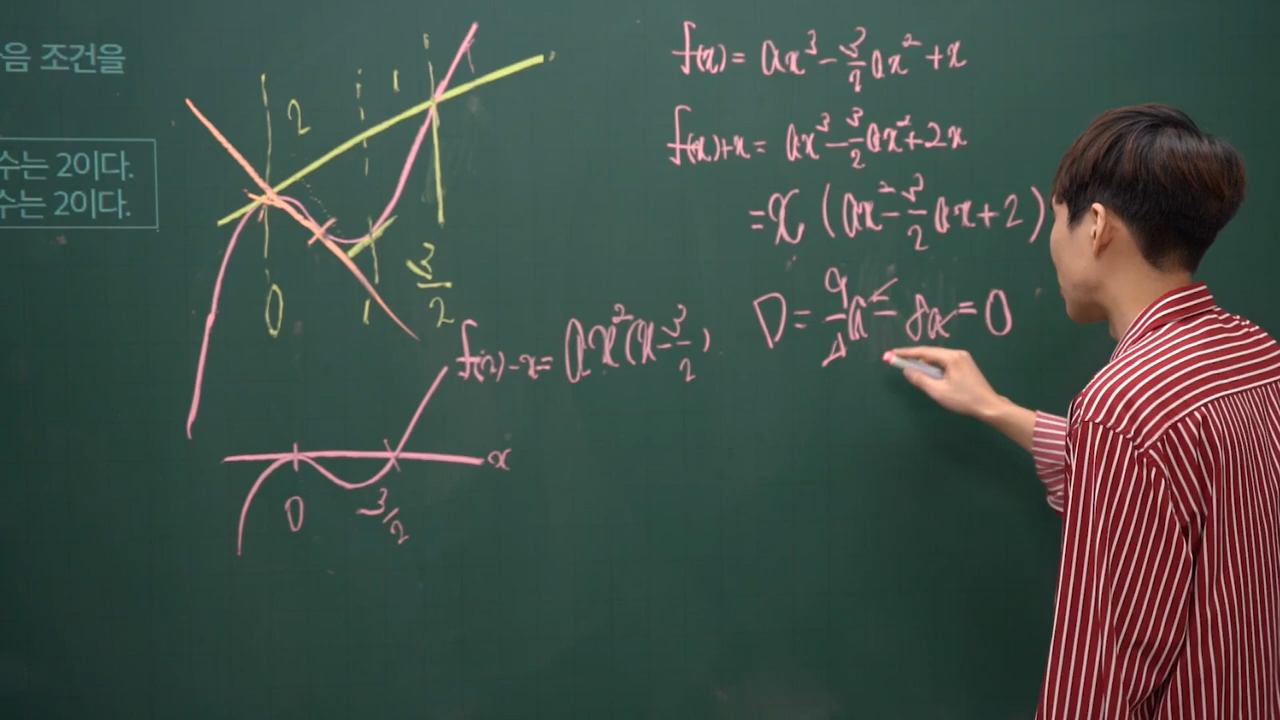 음 조건을
수는 2이다.
수는 2이다.
2
1
0
1
3/2
f(x) = ax³ - 3/2 ax² + x
f(x)+x = ax³ - 3/2 ax² + 2x
= x (ax² - 3/2 ax + 2)
D = 9/4 a² - 8a = 0
f(x) - x = ax² (x - 3/2)
x
0
3/2